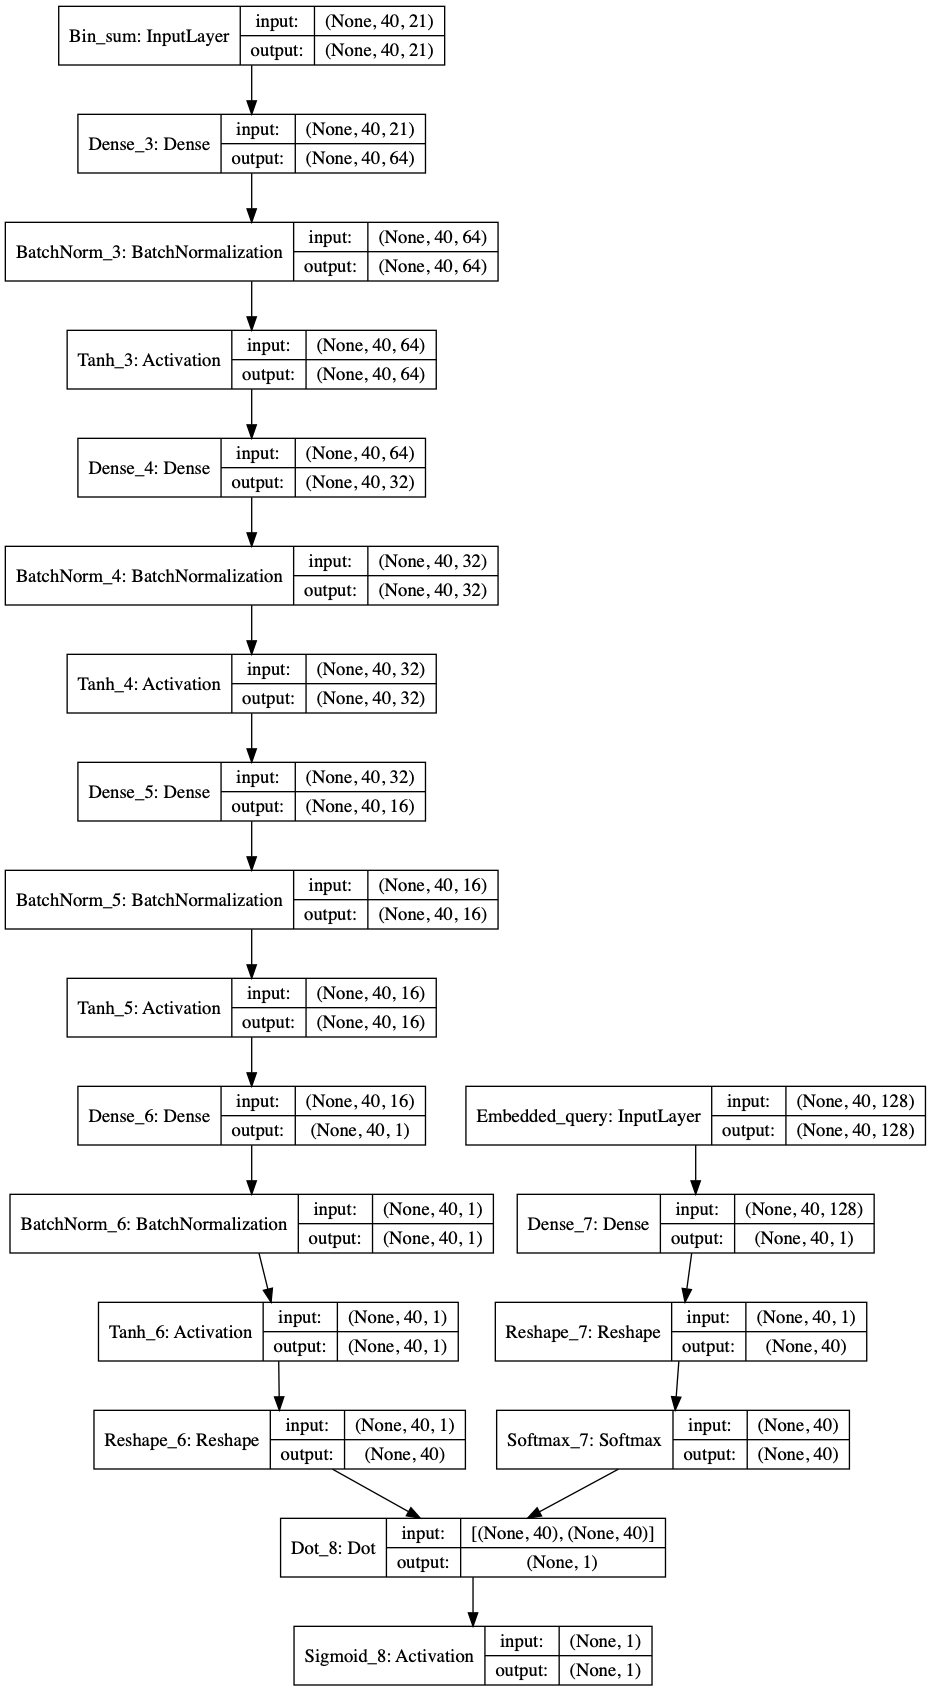 Bin_sum: InputLayer
input: (None, 40, 21)
output: (None, 40, 21)
Dense_3: Dense
input: (None, 40, 21)
output: (None, 40, 64)
BatchNorm_3: BatchNormalization
input: (None, 40, 64)
output: (None, 40, 64)
Tanh_3: Activation
input: (None, 40, 64)
output: (None, 40, 64)
Dense_4: Dense
input: (None, 40, 64)
output: (None, 40, 32)
BatchNorm_4: BatchNormalization
input: (None, 40, 32)
output: (None, 40, 32)
Tanh_4: Activation
input: (None, 40, 32)
output: (None, 40, 32)
Dense_5: Dense
input: (None, 40, 32)
output: (None, 40, 16)
BatchNorm_5: BatchNormalization
input: (None, 40, 16)
output: (None, 40, 16)
Tanh_5: Activation
input: (None, 40, 16)
output: (None, 40, 16)
Dense_6: Dense
input: (None, 40, 16)
output: (None, 40, 1)
Embedded_query: InputLayer
input: (None, 40, 128)
output: (None, 40, 128)
BatchNorm_6: BatchNormalization
input: (None, 40, 1)
output: (None, 40, 1)
Dense_7: Dense
input: (None, 40, 128)
output: (None, 40, 1)
Tanh_6: Activation
input: (None, 40, 1)
output: (None, 40, 1)
Reshape_7: Reshape
input: (None, 40, 1)
output: (None, 40)
Reshape_6: Reshape
input: (None, 40, 1)
output: (None, 40)
Softmax_7: Softmax
input: (None, 40)
output: (None, 40)
Dot_8: Dot
input: [(None, 40), (None, 40)]
output: (None, 1)
Sigmoid_8: Activation
input: (None, 1)
output: (None, 1)